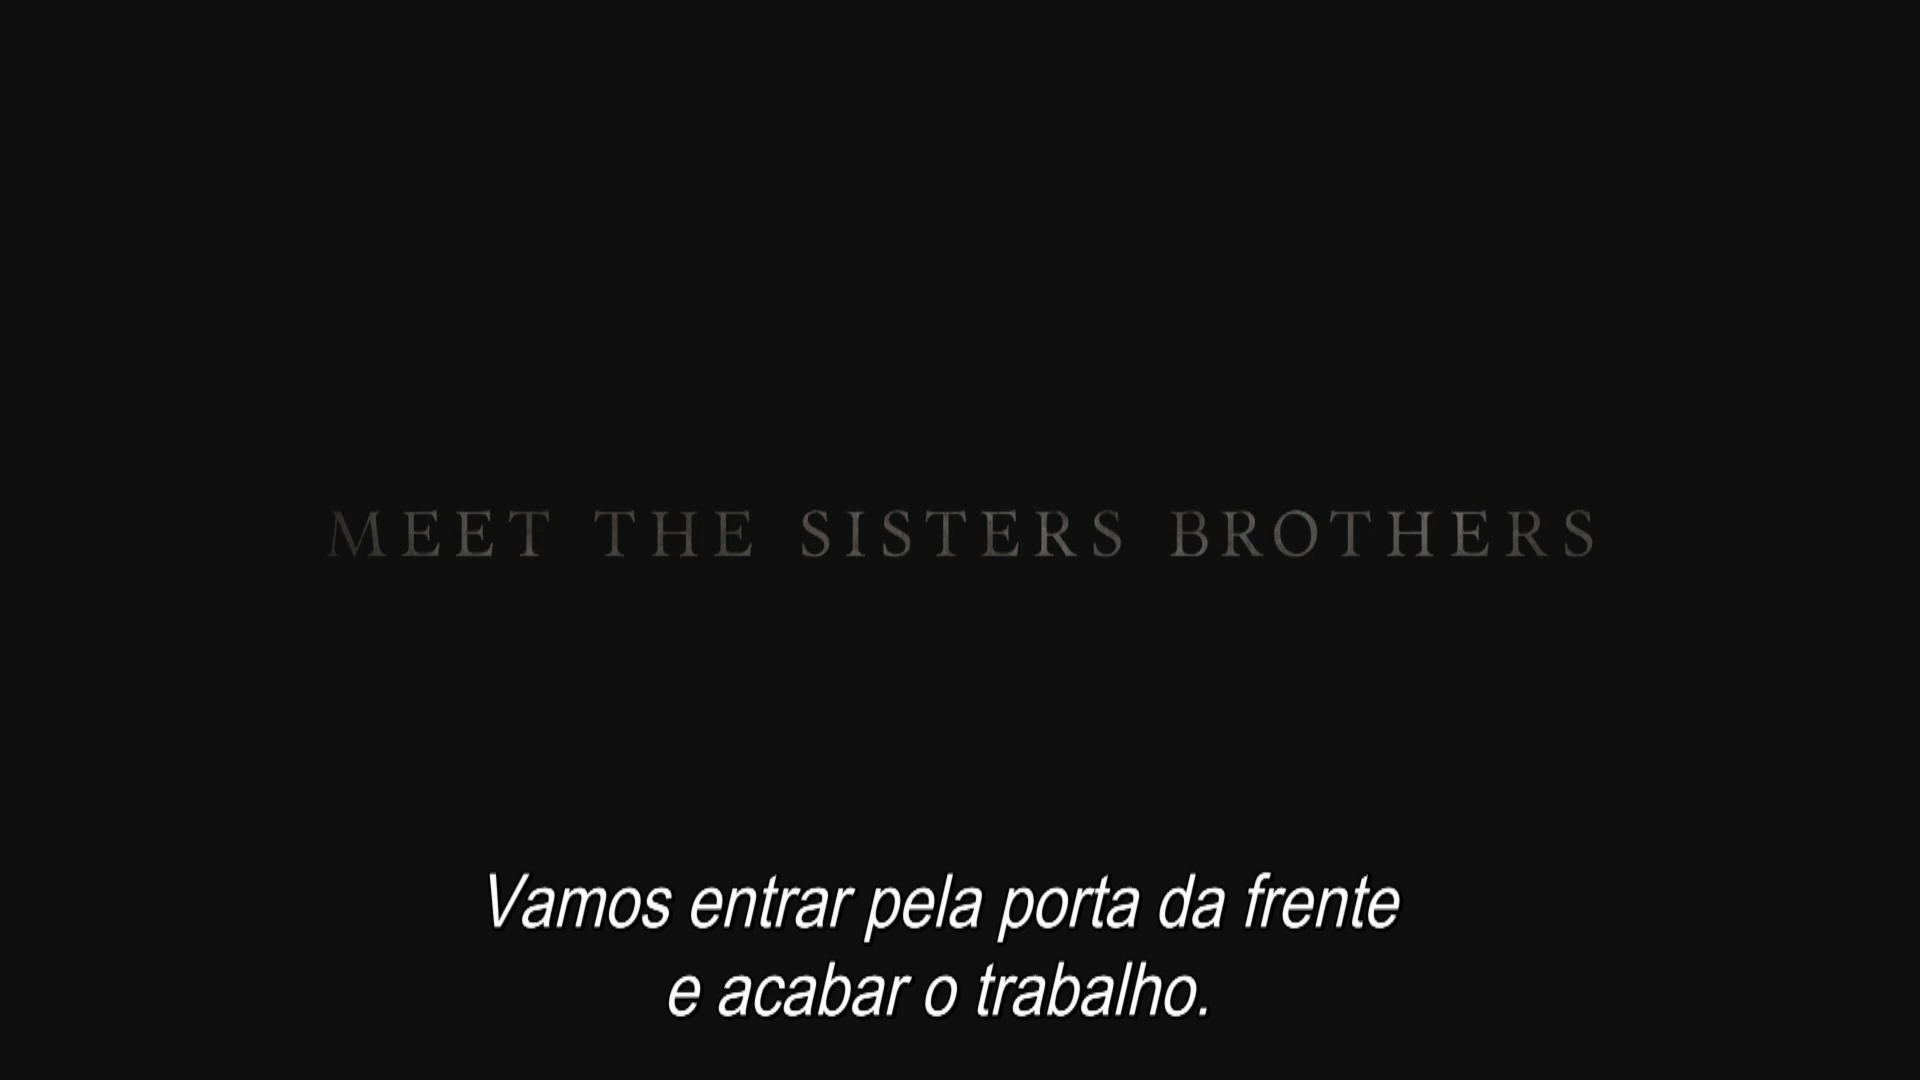 MEET THE SISTERS BROTHERS
Vamos entrar pela porta da frente
e acabar o trabalho.